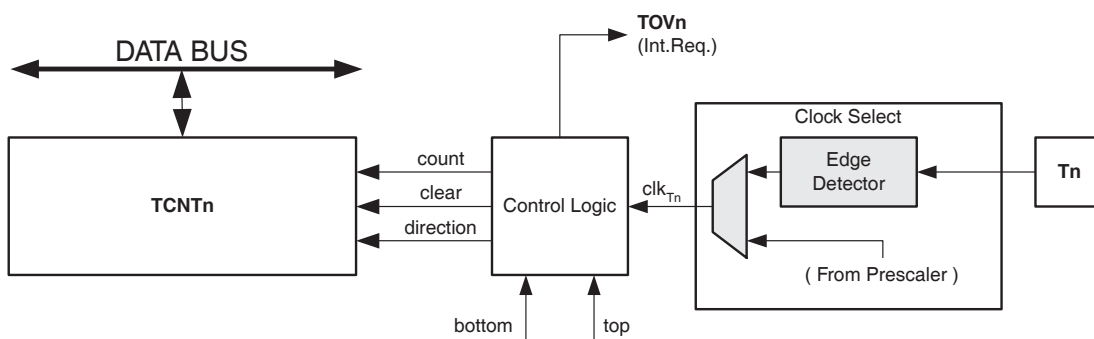 TOVn
(Int.Req.)
DATA BUS
Clock Select
count
Edge
Detector
Tn
clear
TCNTn
Control Logic
clkTn
direction
( From Prescaler )
bottom
top